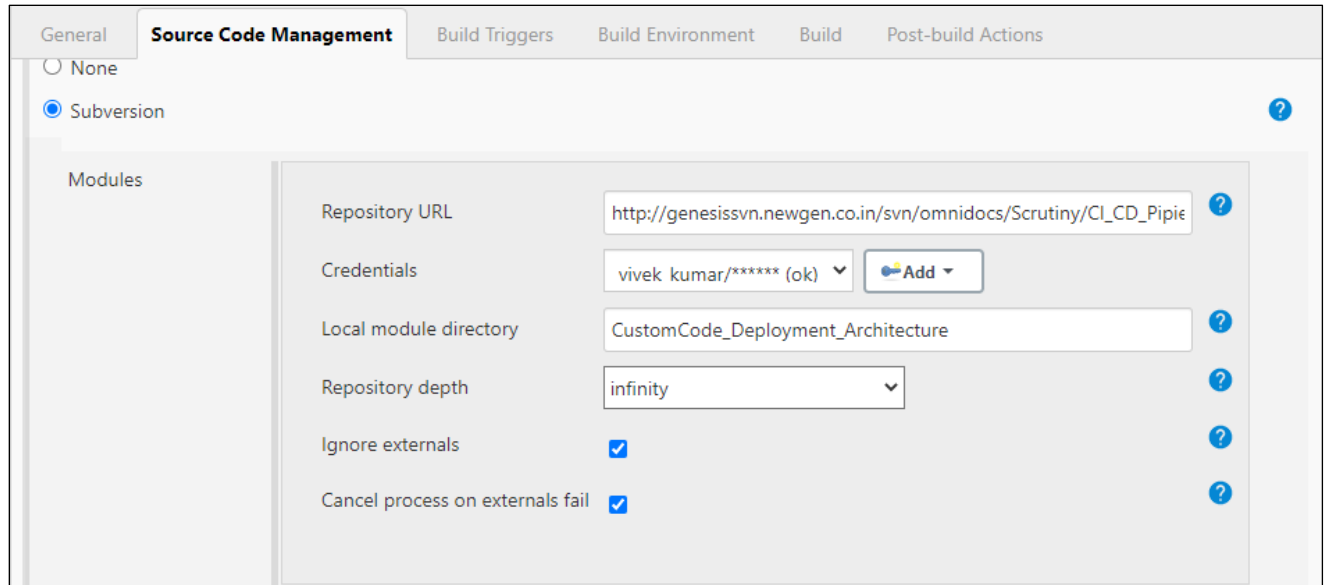 General Source Code Management Build Triggers Build Environment Build Post-build Actions
None
Subversion ?
Modules
Repository URL http://genesissvn.newgen.co.in/svn/omnidocs/Scrutiny/CI_CD_Pipie ?
Credentials vivek kumar/****** (ok) Add
Local module directory CustomCode_Deployment_Architecture ?
Repository depth infinity ?
Ignore externals ?
Cancel process on externals fail ?